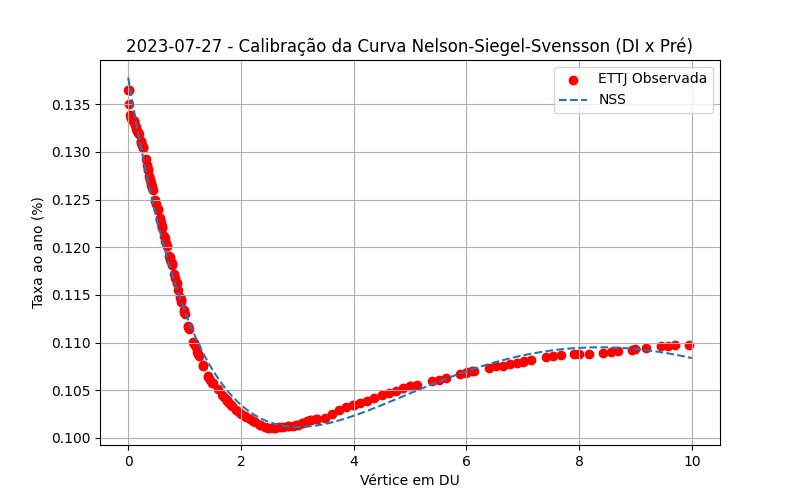 2023-07-27 - Calibração da Curva Nelson-Siegel-Svensson (DI x Pré)
ETTJ Observada
NSS
Taxa ao ano (%)
0.135
0.130
0.125
0.120
0.115
0.110
0.105
0.100
0 2 4 6 8 10
Vértice em DU